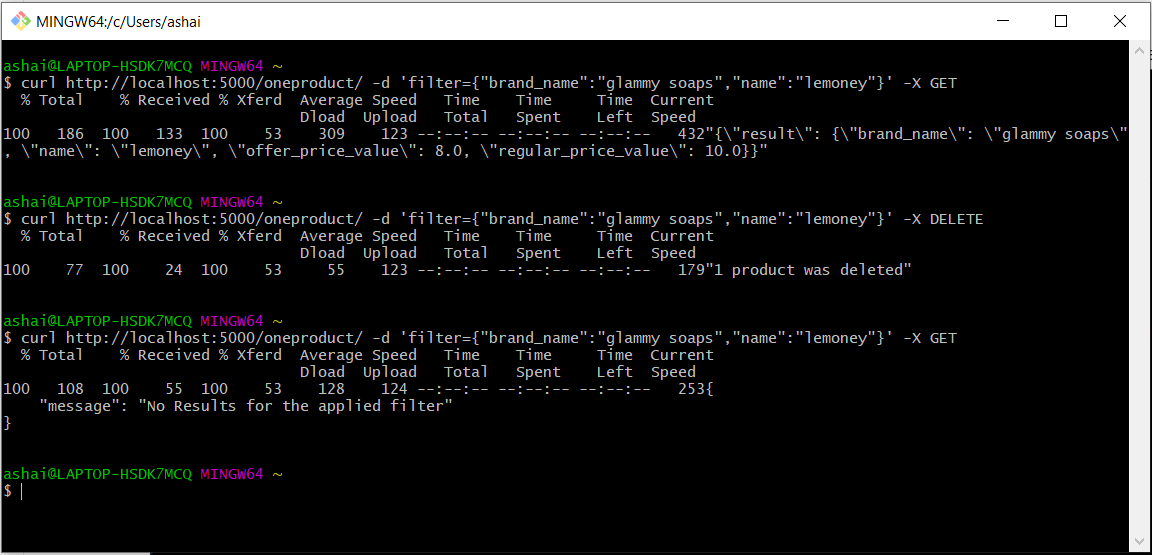 MINGW64:/c/Users/ashai
ashai@LAPTOP-HSDK7MCQ MINGW64 ~
$ curl http://localhost:5000/oneproduct/ -d 'filter={"brand_name":"glammy soaps","name":"lemoney"}' -X GET
  % Total    % Received % Xferd  Average Speed   Time    Time     Time  Current
                                 Dload  Upload   Total   Spent    Left  Speed
100   186  100   133  100    53    309    123 --:--:-- --:--:-- --:--:--   432"{\"result\": {\"brand_name\": \"glammy soaps\"
, \"name\": \"lemoney\", \"offer_price_value\": 8.0, \"regular_price_value\": 10.0}}"
ashai@LAPTOP-HSDK7MCQ MINGW64 ~
$ curl http://localhost:5000/oneproduct/ -d 'filter={"brand_name":"glammy soaps","name":"lemoney"}' -X DELETE
  % Total    % Received % Xferd  Average Speed   Time    Time     Time  Current
                                 Dload  Upload   Total   Spent    Left  Speed
100    77  100    24  100    53     55    123 --:--:-- --:--:-- --:--:--   179"1 product was deleted"
ashai@LAPTOP-HSDK7MCQ MINGW64 ~
$ curl http://localhost:5000/oneproduct/ -d 'filter={"brand_name":"glammy soaps","name":"lemoney"}' -X GET
  % Total    % Received % Xferd  Average Speed   Time    Time     Time  Current
                                 Dload  Upload   Total   Spent    Left  Speed
100   108  100    55  100    53    128    124 --:--:-- --:--:-- --:--:--   253{
    "message": "No Results for the applied filter"
}
ashai@LAPTOP-HSDK7MCQ MINGW64 ~
$